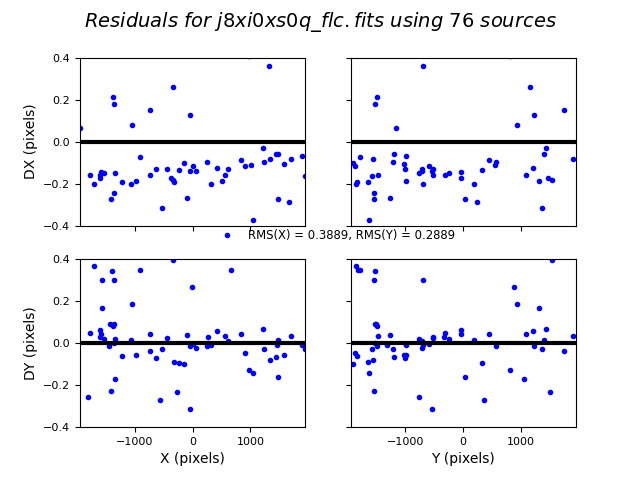 Residuals for j8xi0xs0q_flc.fits using 76 sources
DX (pixels)
0.4
0.2
0.0
−0.2
−0.4
RMS(X) = 0.3889, RMS(Y) = 0.2889
DY (pixels)
0.4
0.2
0.0
−0.2
−0.4
−1000 0 1000
−1000 0 1000
X (pixels)
Y (pixels)